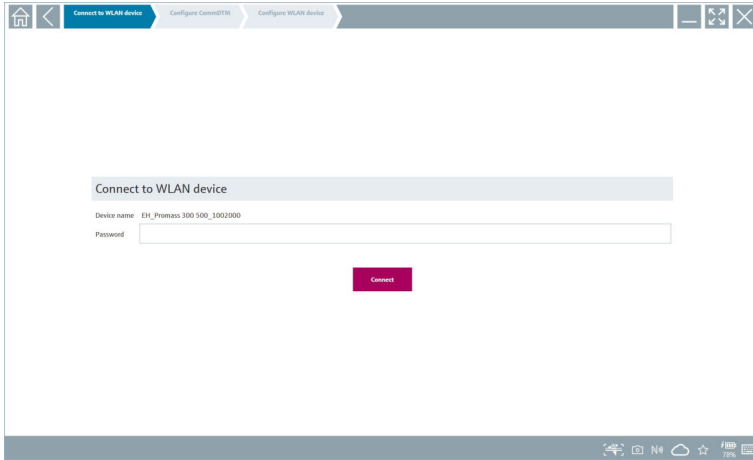 Connect to WLAN device
Configure CommDTM
Configure WLAN device
Connect to WLAN device
Device name EH_Promass 300 500_1002000
Password
Connect
78%